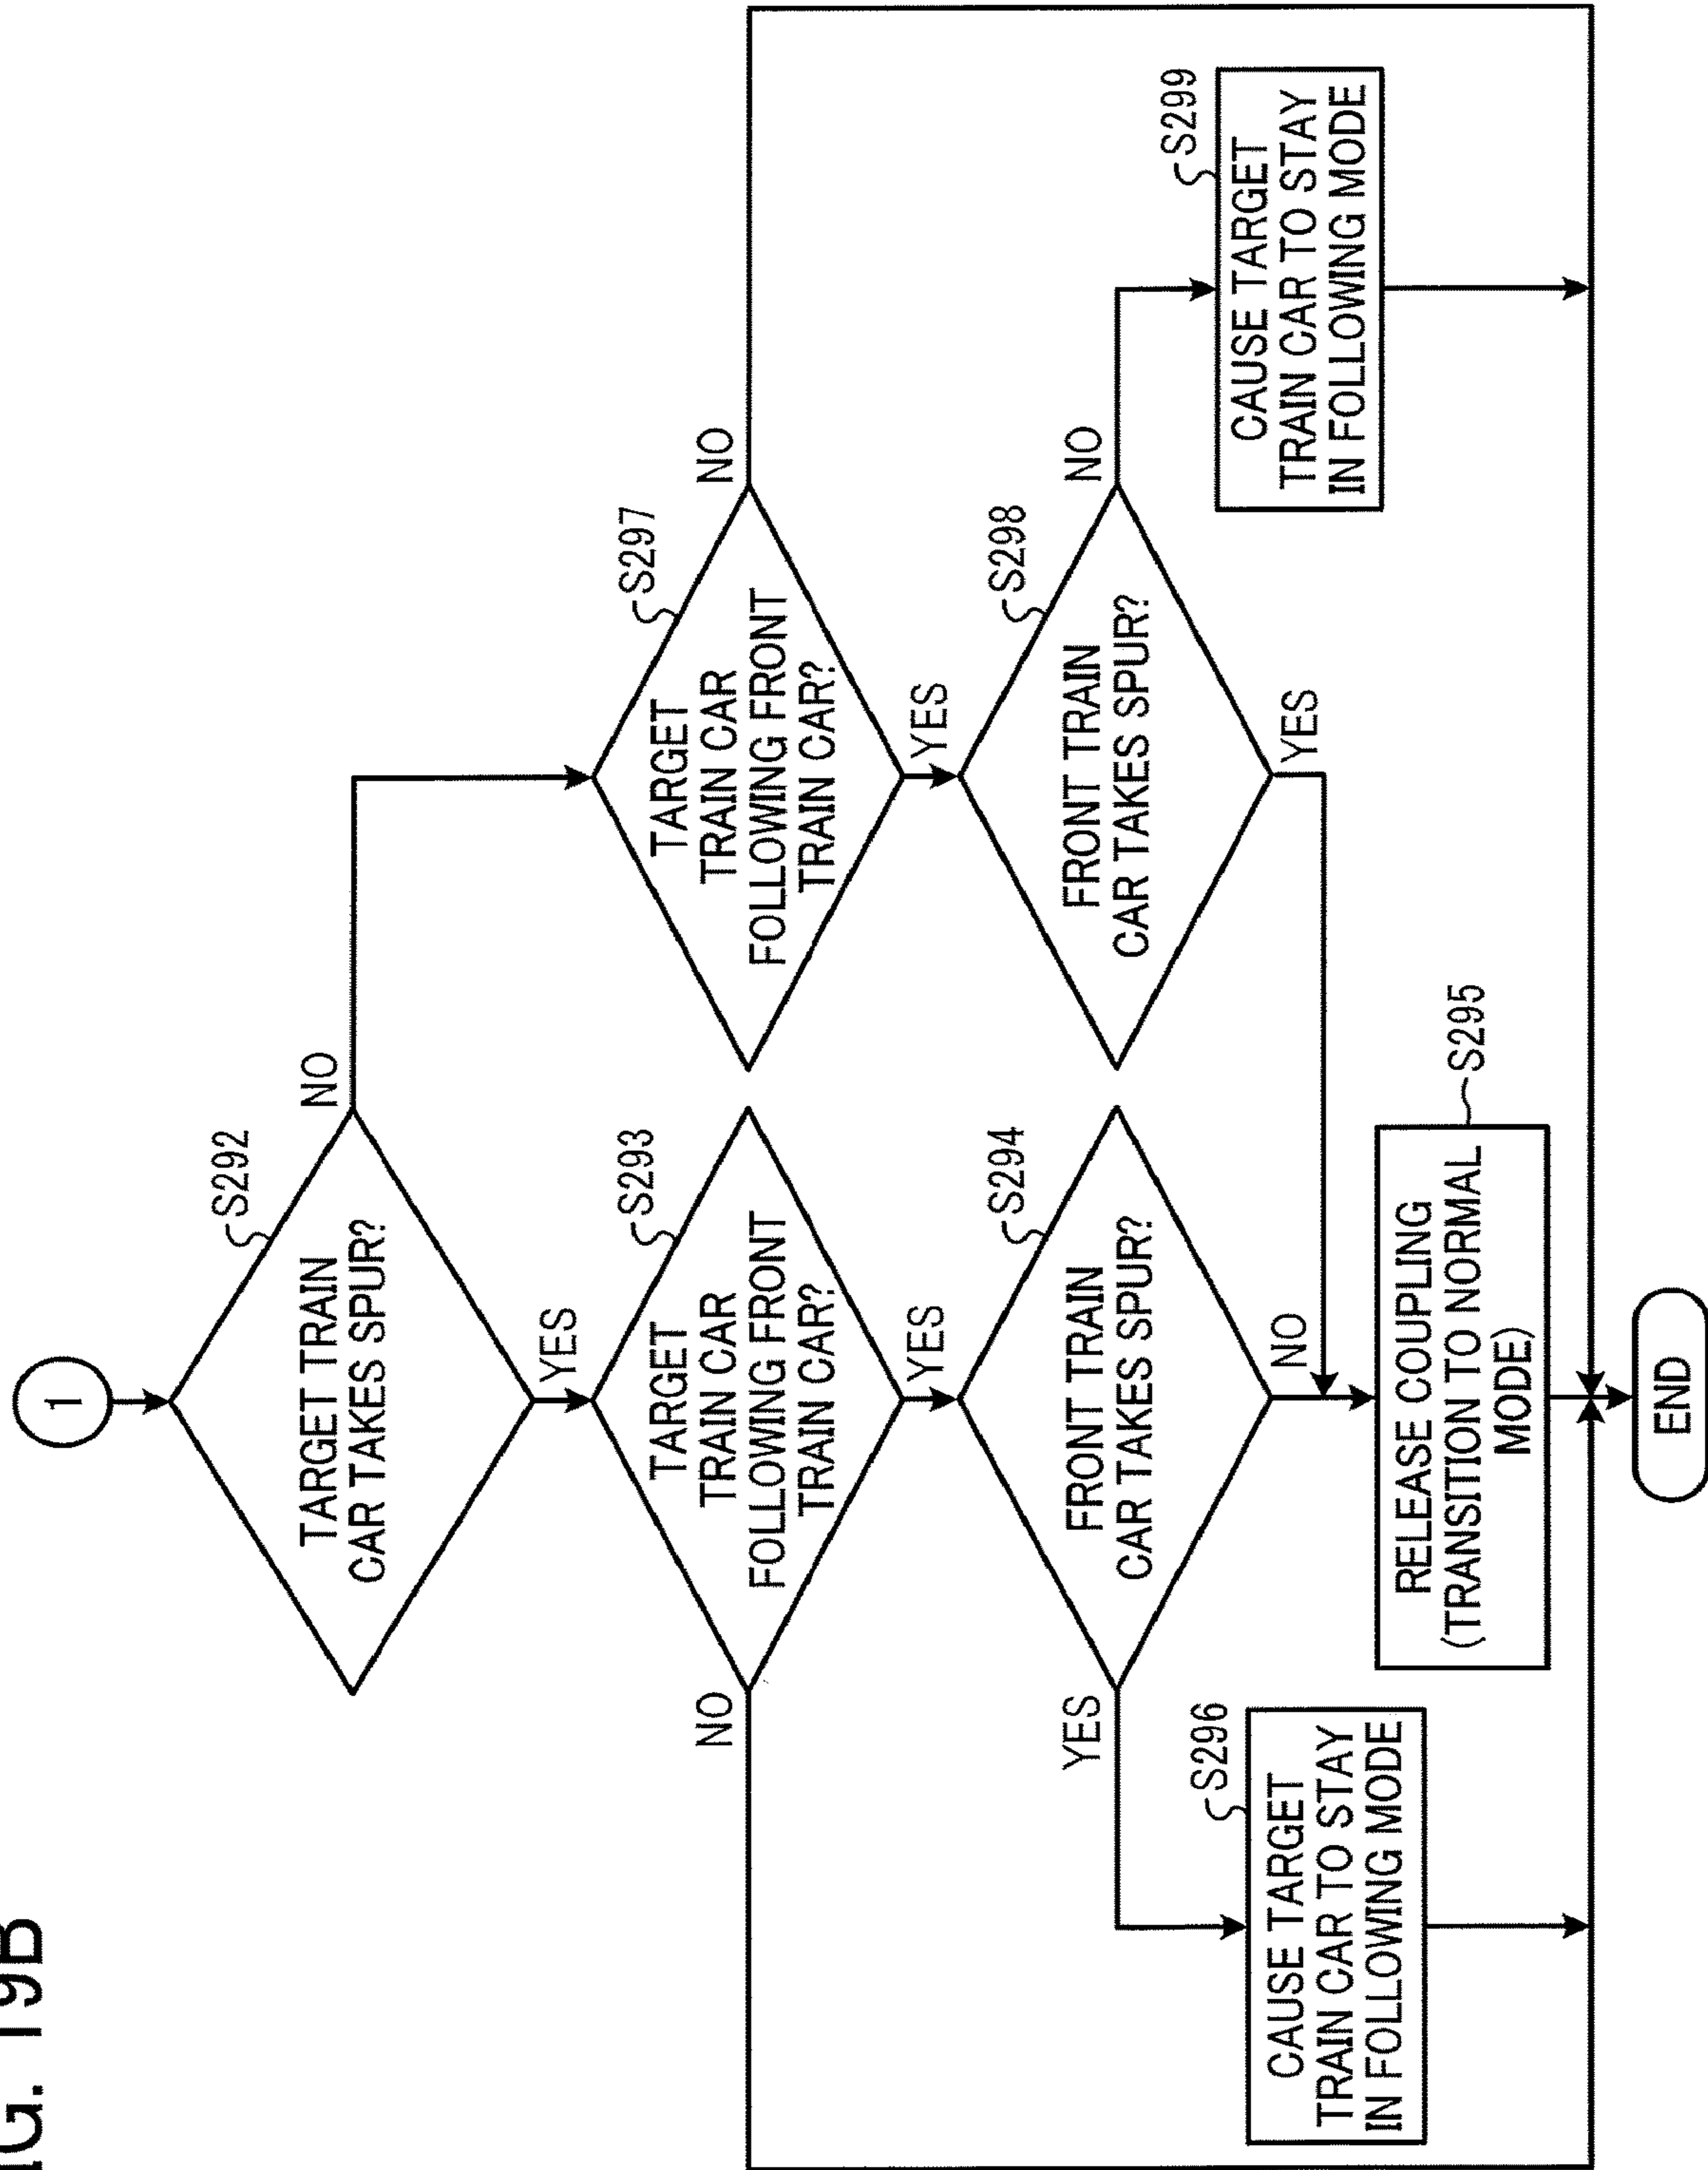 IG. 19B
1
S292
TARGET TRAIN
CAR TAKES SPUR?
NO
YES
S293
TARGET
TRAIN CAR
FOLLOWING FRONT
TRAIN CAR?
NO
YES
S297
TARGET
TRAIN CAR
FOLLOWING FRONT
TRAIN CAR?
NO
YES
S294
FRONT TRAIN
CAR TAKES SPUR?
YES
NO
S298
FRONT TRAIN
CAR TAKES SPUR?
NO
YES
S296
CAUSE TARGET
TRAIN CAR TO STAY
IN FOLLOWING MODE
S295
RELEASE COUPLING
(TRANSITION TO NORMAL
MODE)
S299
CAUSE TARGET
TRAIN CAR TO STAY
IN FOLLOWING MODE
END